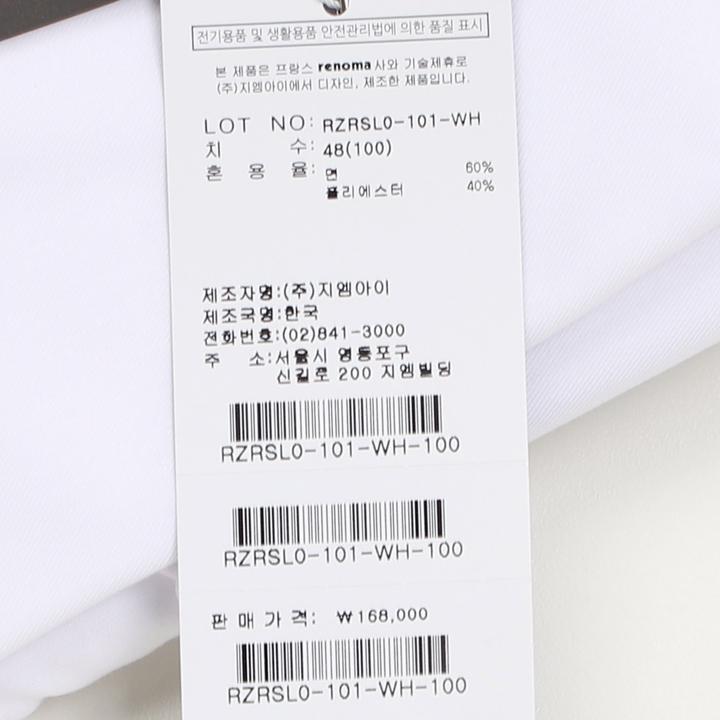 전기용품 및 생활용품 안전관리법에 의한 품질 표시
본 제품은 프랑스 renoma 사와 기술제휴로
(주)지엠아이에서 디자인, 제조한 제품입니다.
LOT NO: RZRSL0-101-WH
치 수: 48(100)
혼 용 율: 면 60%
폴리에스터 40%
제조자명:(주)지엠아이
제조국명:한국
전화번호:(02)841-3000
주 소:서울시 영등포구
신길로 200 지엠빌딩
RZRSL0-101-WH-100
RZRSL0-101-WH-100
판 매 가 격: ₩168,000
RZRSL0-101-WH-100